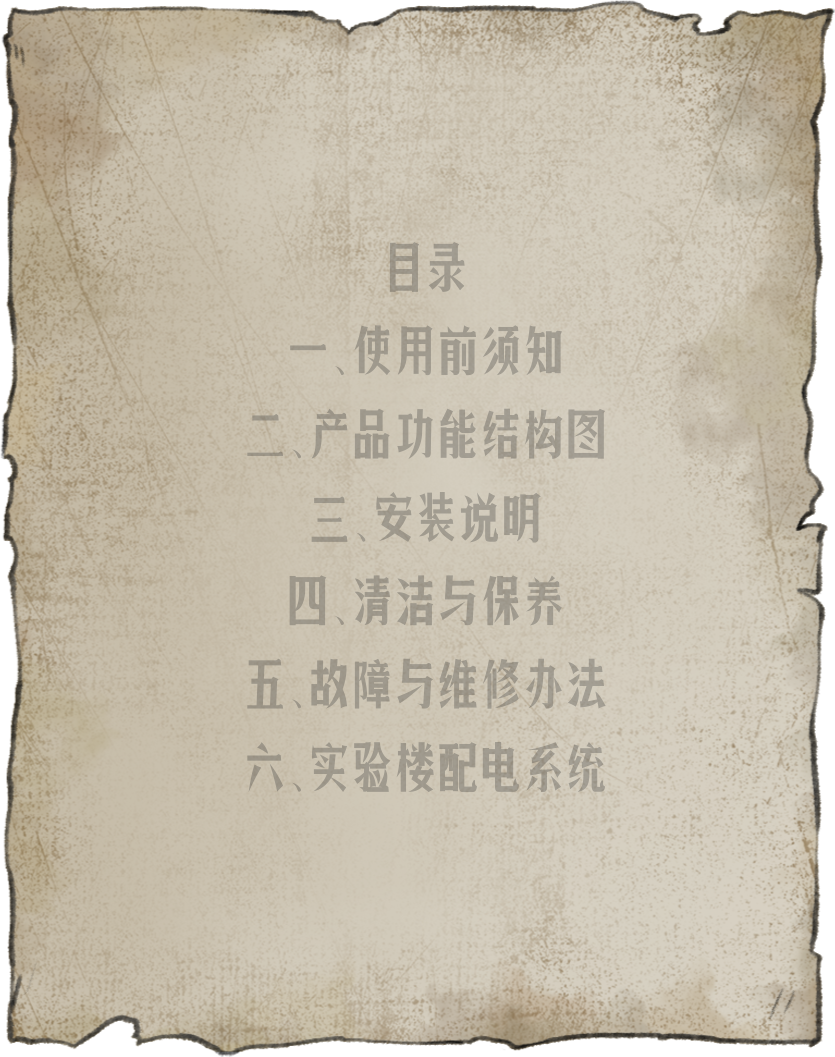 目录
一、使用前须知
二、产品功能结构图
三、安装说明
四、清洁与保养
五、故障与维修办法
六、实验楼配电系统